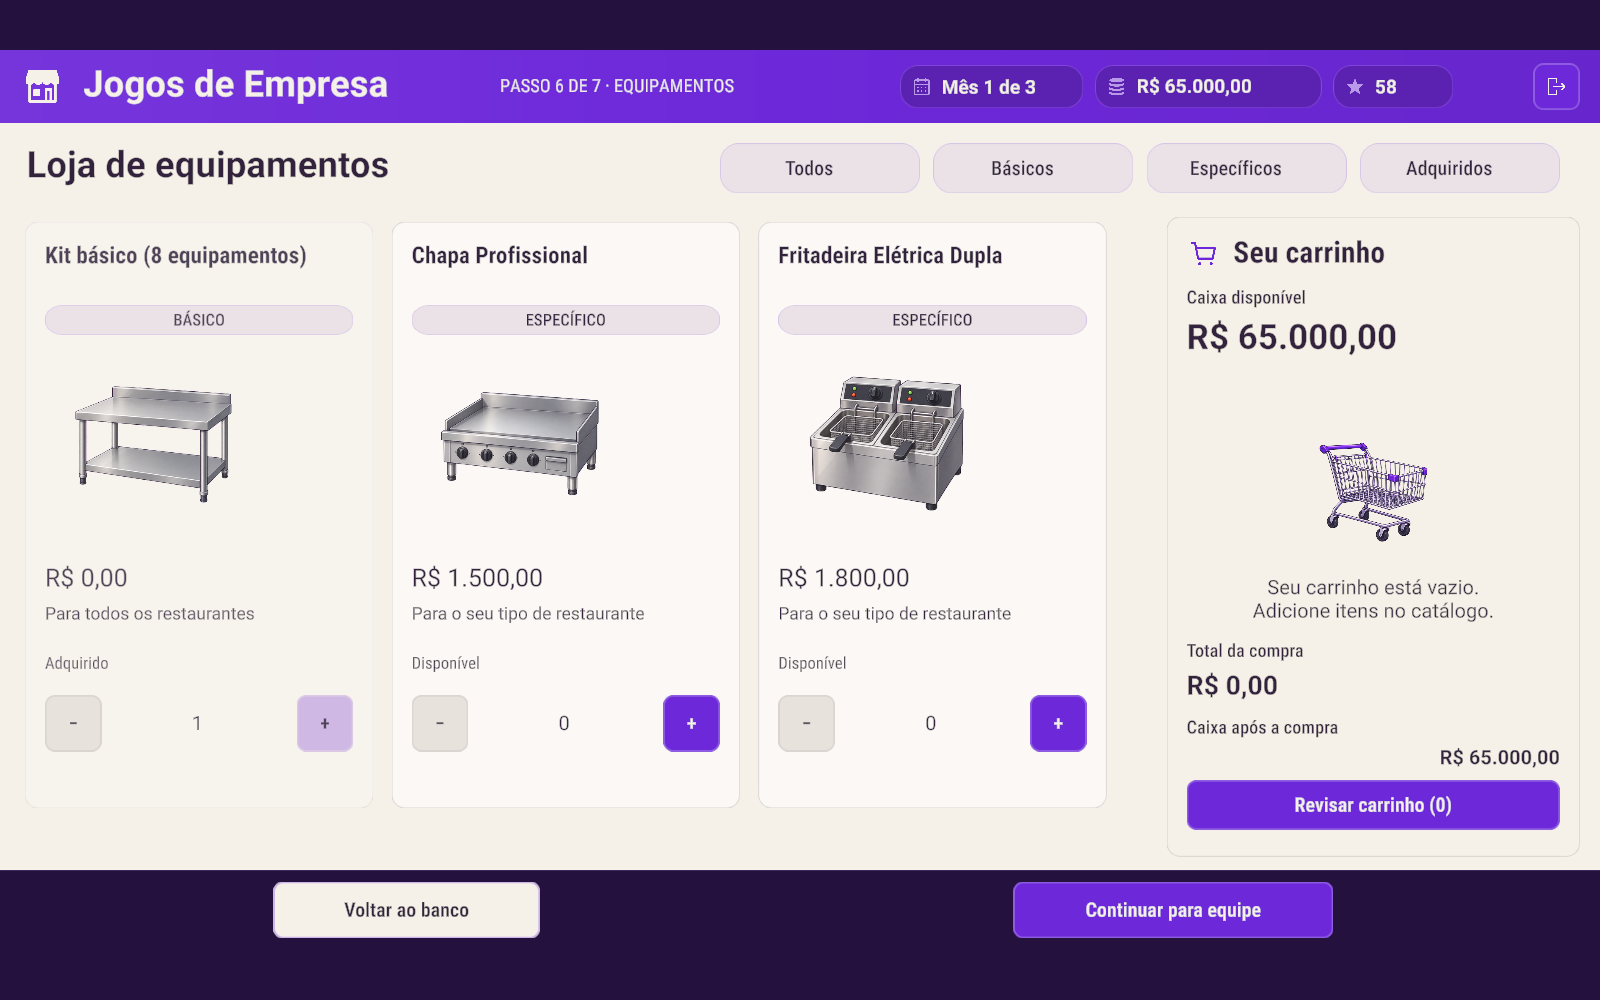 Jogos de Empresa
PASSO 6 DE 7 · EQUIPAMENTOS
Mês 1 de 3
R$ 65.000,00
58
Loja de equipamentos
Todos
Básicos
Específicos
Adquiridos
Kit básico (8 equipamentos)
BÁSICO
R$ 0,00
Para todos os restaurantes
Adquirido
-
1
+
Chapa Profissional
ESPECÍFICO
R$ 1.500,00
Para o seu tipo de restaurante
Disponível
-
0
+
Fritadeira Elétrica Dupla
ESPECÍFICO
R$ 1.800,00
Para o seu tipo de restaurante
Disponível
-
0
+
Seu carrinho
Caixa disponível
R$ 65.000,00
Seu carrinho está vazio.
Adicione itens no catálogo.
Total da compra
R$ 0,00
Caixa após a compra
R$ 65.000,00
Revisar carrinho (0)
Voltar ao banco
Continuar para equipe